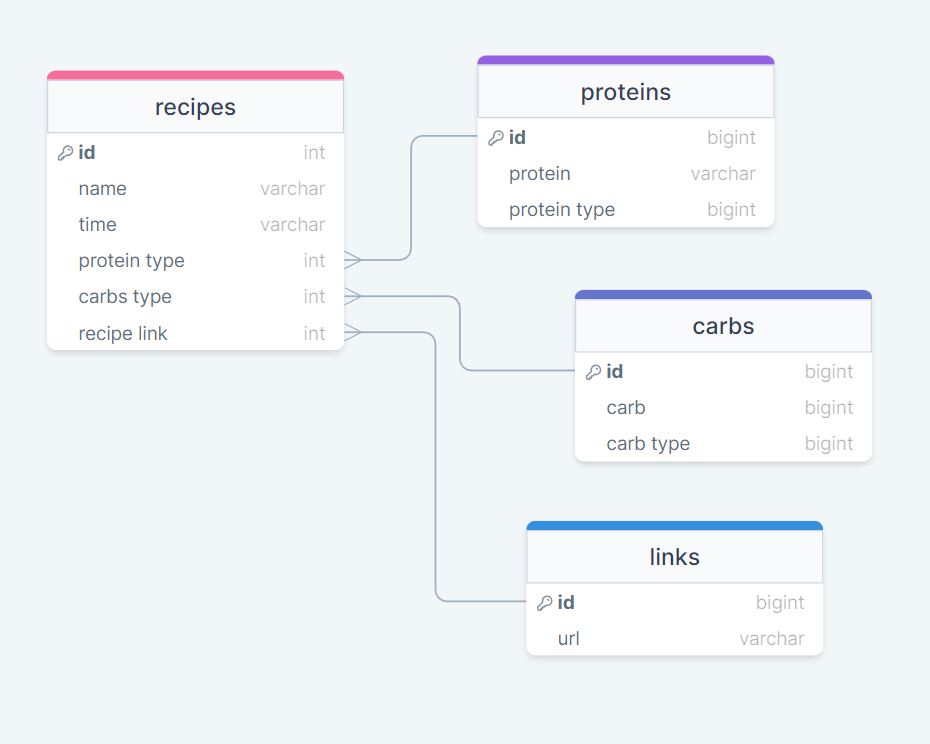 recipes
id int
name varchar
time varchar
protein type int
carbs type int
recipe link int
proteins
id bigint
protein varchar
protein type bigint
carbs
id bigint
carb bigint
carb type bigint
links
id bigint
url varchar